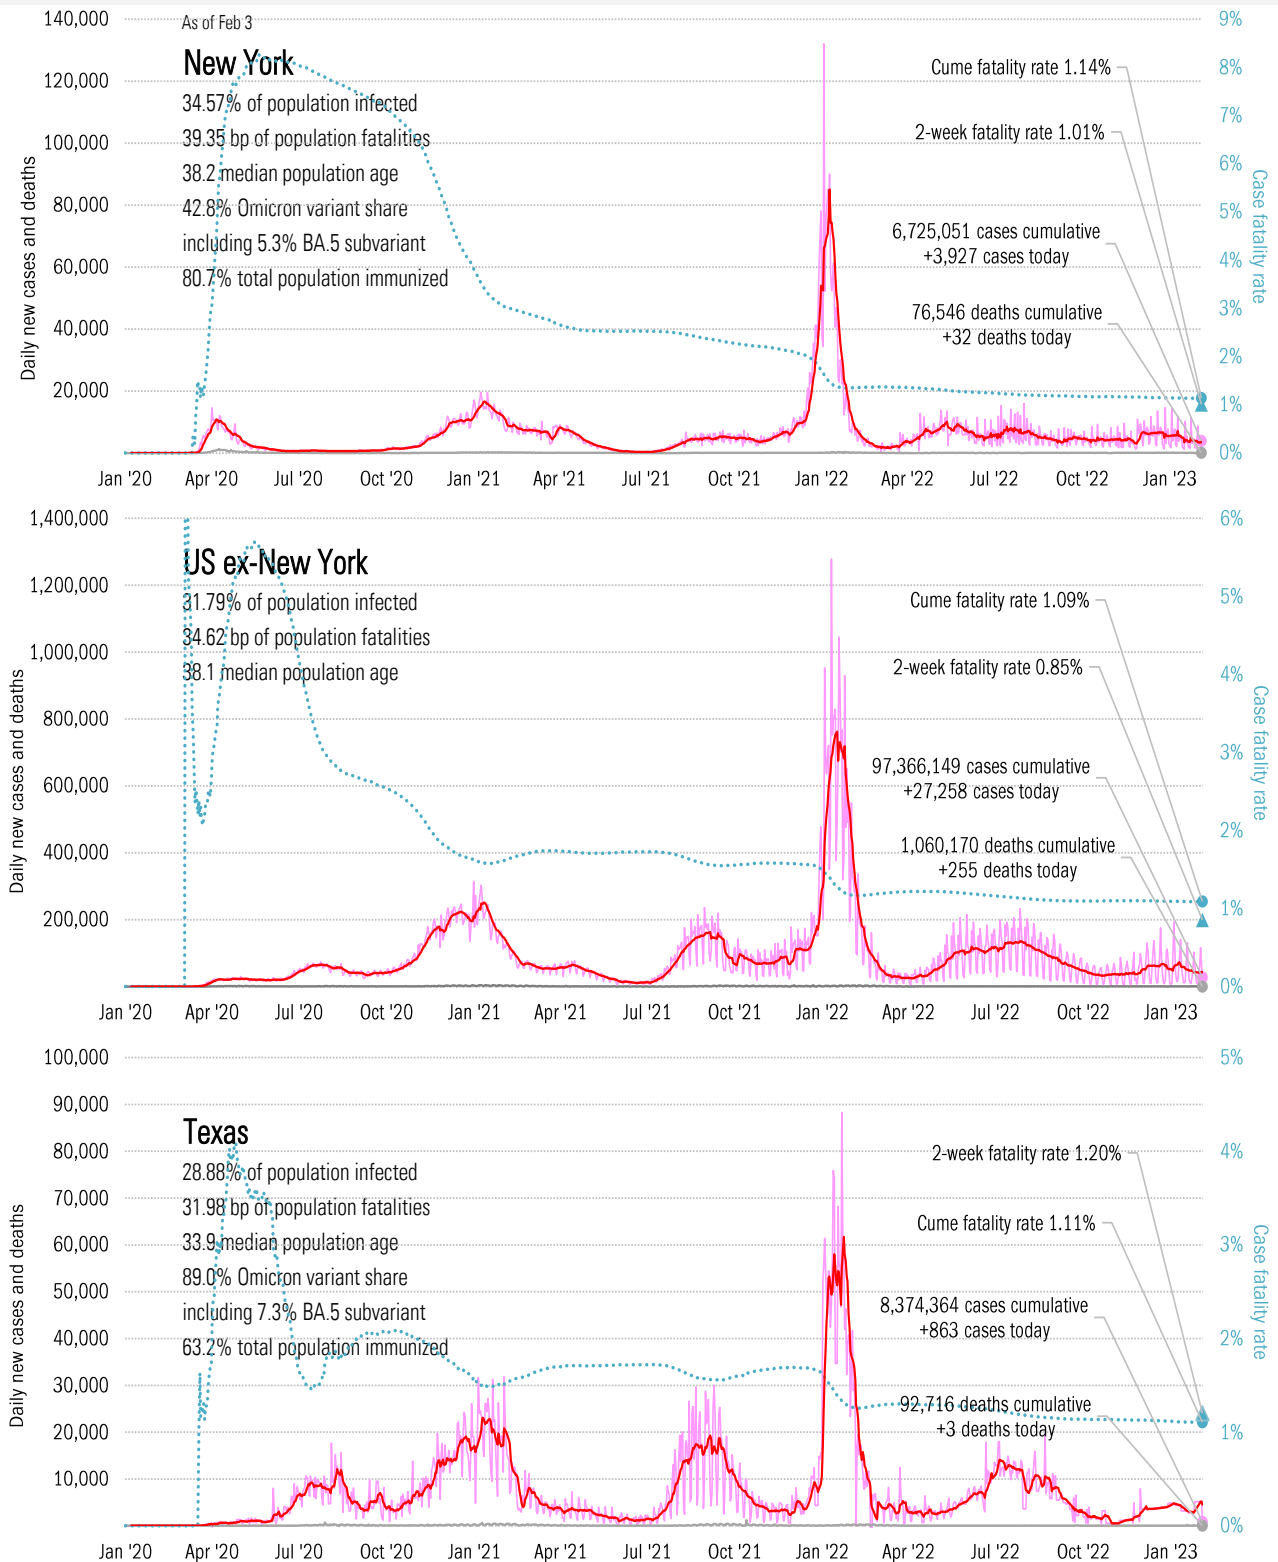 As of Feb 3
New York
34.57% of population infected
39.35 bp of population fatalities
38.2 median population age
42.8% Omicron variant share
including 5.3% BA.5 subvariant
80.7% total population immunized
Cume fatality rate 1.14%
2-week fatality rate 1.01%
6,725,051 cases cumulative
+3,927 cases today
76,546 deaths cumulative
+32 deaths today
Daily new cases and deaths
140,000
120,000
100,000
80,000
60,000
40,000
20,000
Case fatality rate
9%
8%
7%
6%
5%
4%
3%
2%
1%
0%
Jan '20 Apr '20 Jul '20 Oct '20 Jan '21 Apr '21 Jul '21 Oct '21 Jan '22 Apr '22 Jul '22 Oct '22 Jan '23
US ex-New York
31.79% of population infected
34.62 bp of population fatalities
38.1 median population age
Cume fatality rate 1.09%
2-week fatality rate 0.85%
97,366,149 cases cumulative
+27,258 cases today
1,060,170 deaths cumulative
+255 deaths today
Daily new cases and deaths
1,400,000
1,200,000
1,000,000
800,000
600,000
400,000
200,000
Case fatality rate
6%
5%
4%
3%
2%
1%
0%
Jan '20 Apr '20 Jul '20 Oct '20 Jan '21 Apr '21 Jul '21 Oct '21 Jan '22 Apr '22 Jul '22 Oct '22 Jan '23
Texas
28.88% of population infected
31.98 bp of population fatalities
33.9 median population age
89.0% Omicron variant share
including 7.3% BA.5 subvariant
63.2% total population immunized
2-week fatality rate 1.20%
Cume fatality rate 1.11%
8,374,364 cases cumulative
+863 cases today
92,716 deaths cumulative
+3 deaths today
Daily new cases and deaths
100,000
90,000
80,000
70,000
60,000
50,000
40,000
30,000
20,000
10,000
Case fatality rate
5%
4%
3%
2%
1%
0%
Jan '20 Apr '20 Jul '20 Oct '20 Jan '21 Apr '21 Jul '21 Oct '21 Jan '22 Apr '22 Jul '22 Oct '22 Jan '23